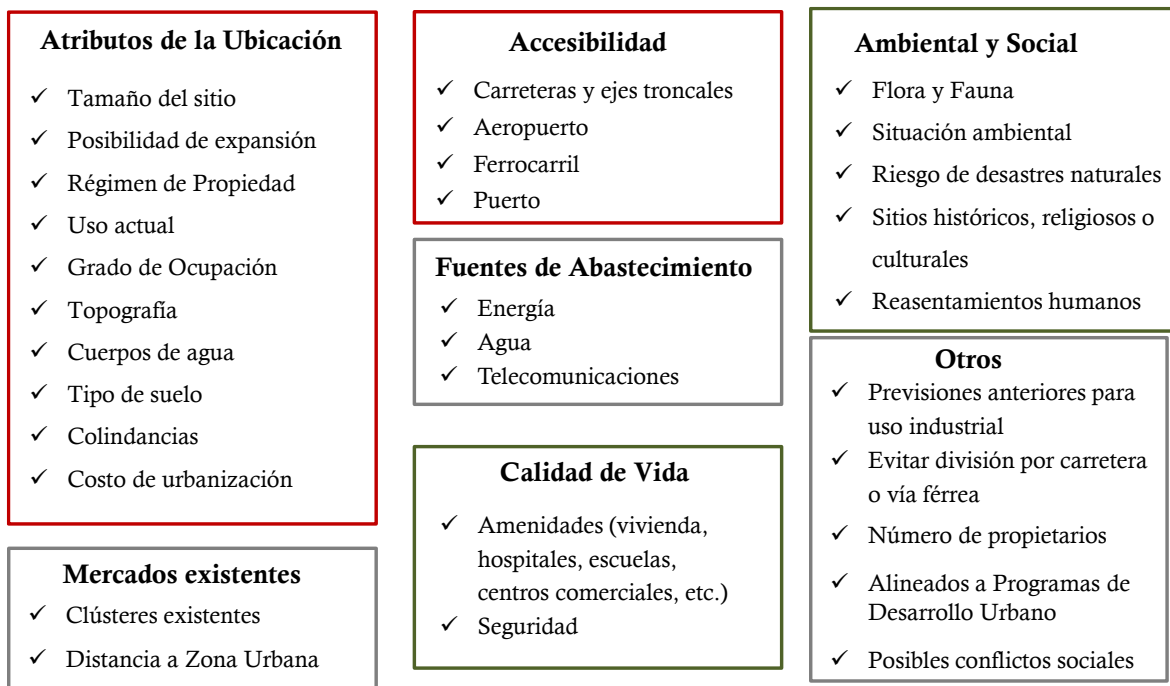 Atributos de la Ubicación
✓ Tamaño del sitio
✓ Posibilidad de expansión
✓ Régimen de Propiedad
✓ Uso actual
✓ Grado de Ocupación
✓ Topografía
✓ Cuerpos de agua
✓ Tipo de suelo
✓ Colindancias
✓ Costo de urbanización
Mercados existentes
✓ Clústeres existentes
✓ Distancia a Zona Urbana
Accesibilidad
✓ Carreteras y ejes troncales
✓ Aeropuerto
✓ Ferrocarril
✓ Puerto
Fuentes de Abastecimiento
✓ Energía
✓ Agua
✓ Telecomunicaciones
Calidad de Vida
✓ Amenidades (vivienda,
hospitales, escuelas,
centros comerciales, etc.)
✓ Seguridad
Ambiental y Social
✓ Flora y Fauna
✓ Situación ambiental
✓ Riesgo de desastres naturales
✓ Sitios históricos, religiosos o
culturales
✓ Reasentamientos humanos
Otros
✓ Previsiones anteriores para
uso industrial
✓ Evitar división por carretera
o vía férrea
✓ Número de propietarios
✓ Alineados a Programas de
Desarrollo Urbano
✓ Posibles conflictos sociales